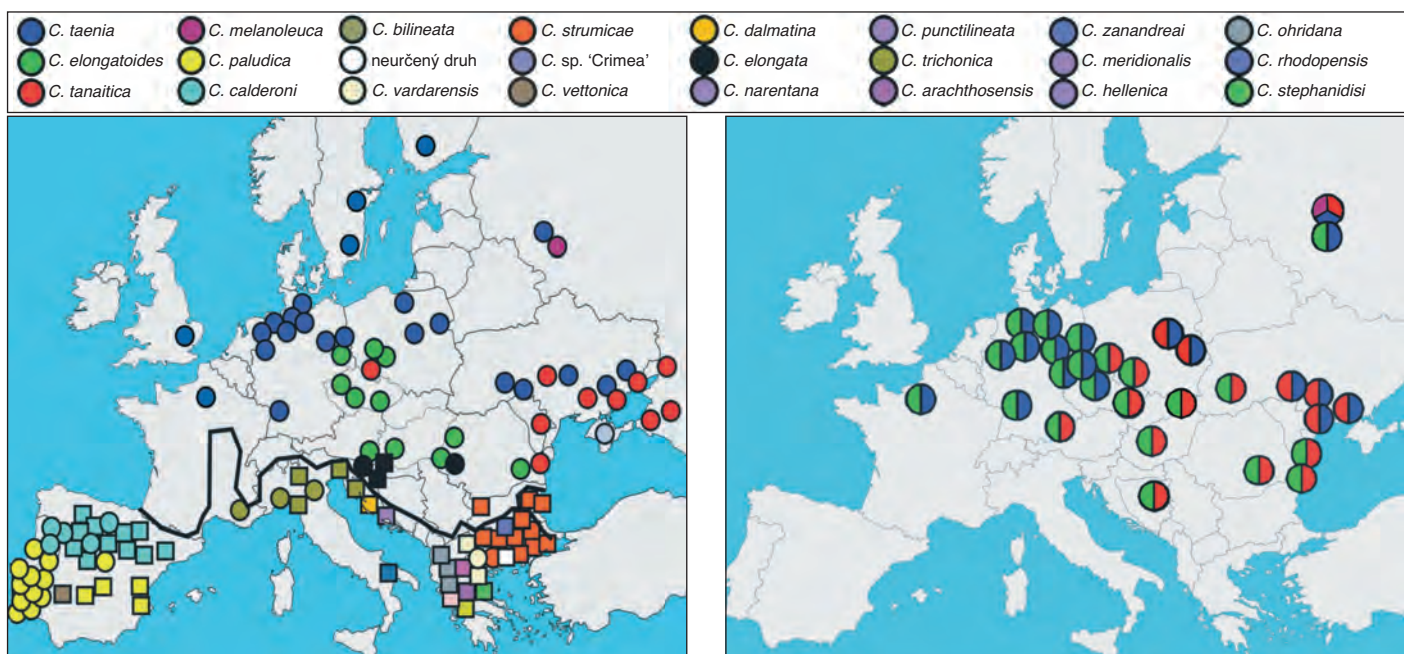 C. taenia C. melanoleuca C. bilineata C. strumicae C. dalmatina C. punctilineata C. zanandreai C. ohridana
C. elongatoides C. paludica neurčený druh C. sp. ‘Crimea’ C. elongata C. trichonica C. meridionalis C. rhodopensis
C. tanaitica C. calderoni C. vardarensis C. vettonica C. narentana C. arachthosensis C. hellenica C. stephanidisi